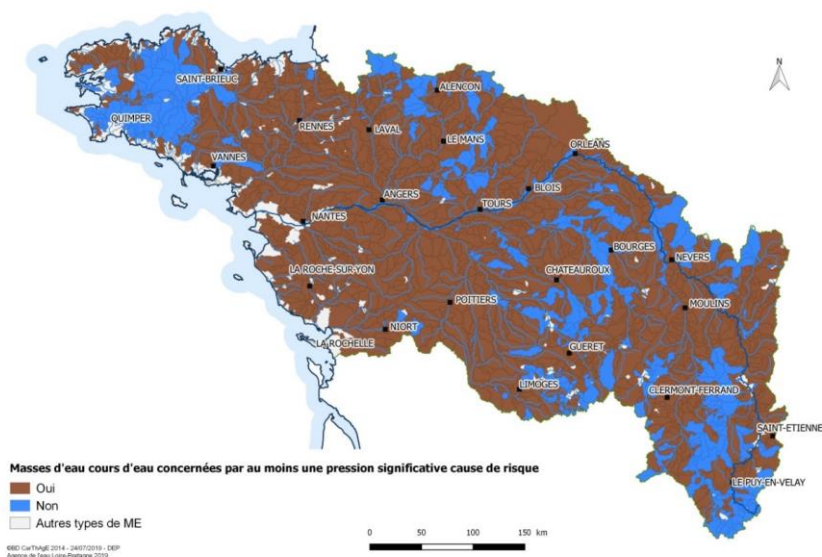 N
SAINT-BRIEUC
ALENCON
QUIMPER
RENNES
LAVAL
LE MANS
ORLEANS
VANNES
BLOIS
ANGERS
TOURS
NANTES
BOURGES
NEVERS
LA ROCHE-SUR-YON
CHATEAUROUX
POITIERS
MOULINS
NIORT
LA ROCHELLE
GUERET
LIMOGES
CLERMONT-FERRAND
SAINT-ETIENNE
LE PUY-EN-VELAY
Masses d'eau cours d'eau concernées par au moins une pression significative cause de risque
Oui
Non
Autres types de ME
0 50 100 150 km
©BD CarThAgE 2014 - 24/07/2019 - DEP
Agence de l'eau Loire-Bretagne 2019